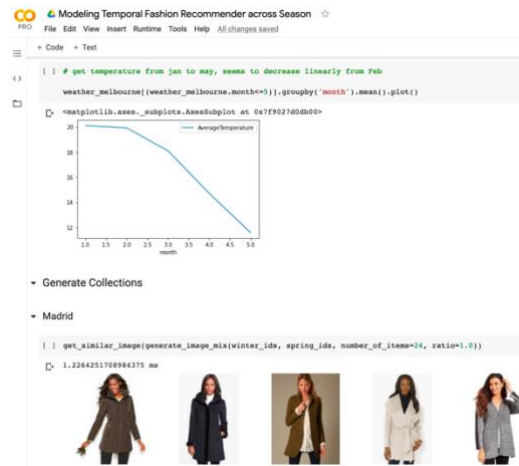 CO
PRO
Modeling Temporal Fashion Recommender across Season
File Edit View Insert Runtime Tools Help All changes saved
+ Code + Text
[ ] # get temperature from jan to may, seems to decrease linearly from Feb
weather_melbourne[(weather_melbourne.month<=5)].groupby('month').mean().plot()
<matplotlib.axes._subplots.AxesSubplot at 0x7f9027d0db00>
AverageTemperature
20
18
16
14
12
1.0 1.5 2.0 2.5 3.0 3.5 4.0 4.5 5.0
month
Generate Collections
Madrid
[ ] get_similar_image(generate_image_mix(winter_ids, spring_ids, number_of_items=24, ratio=1.0))
1.2264251708984375 ms